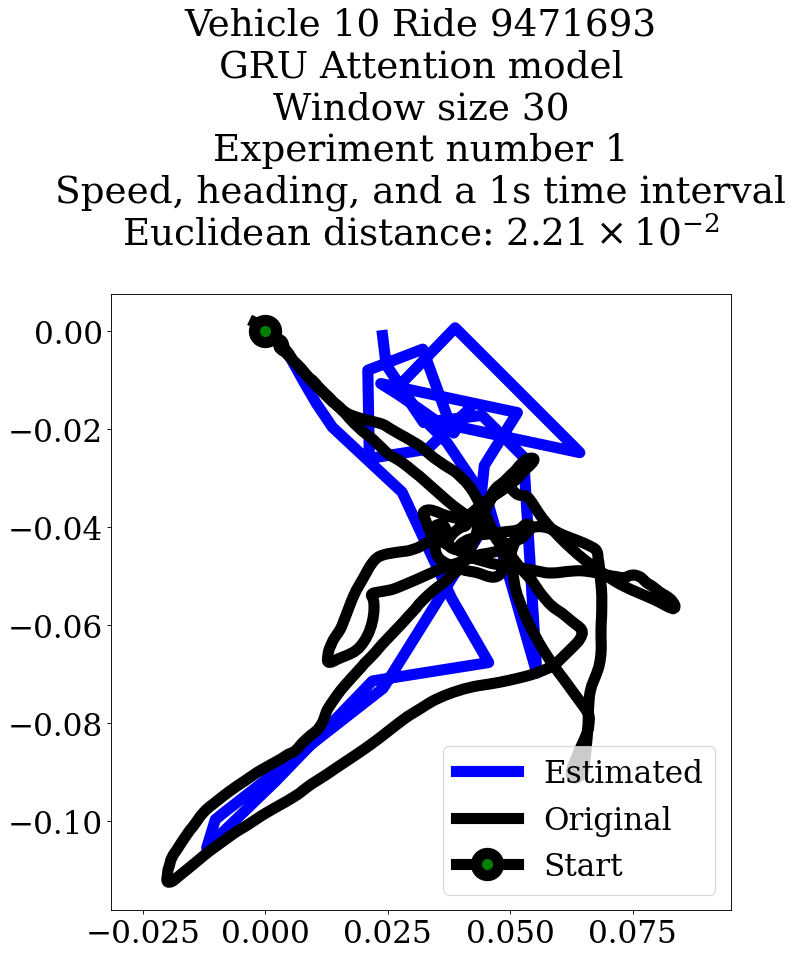 Vehicle 10 Ride 9471693
GRU Attention model
Window size 30
Experiment number 1
Speed, heading, and a 1s time interval
Euclidean distance: 2.21 × 10⁻²
0.00
−0.02
−0.04
−0.06
−0.08
−0.10
Estimated
Original
Start
−0.025 0.000 0.025 0.050 0.075